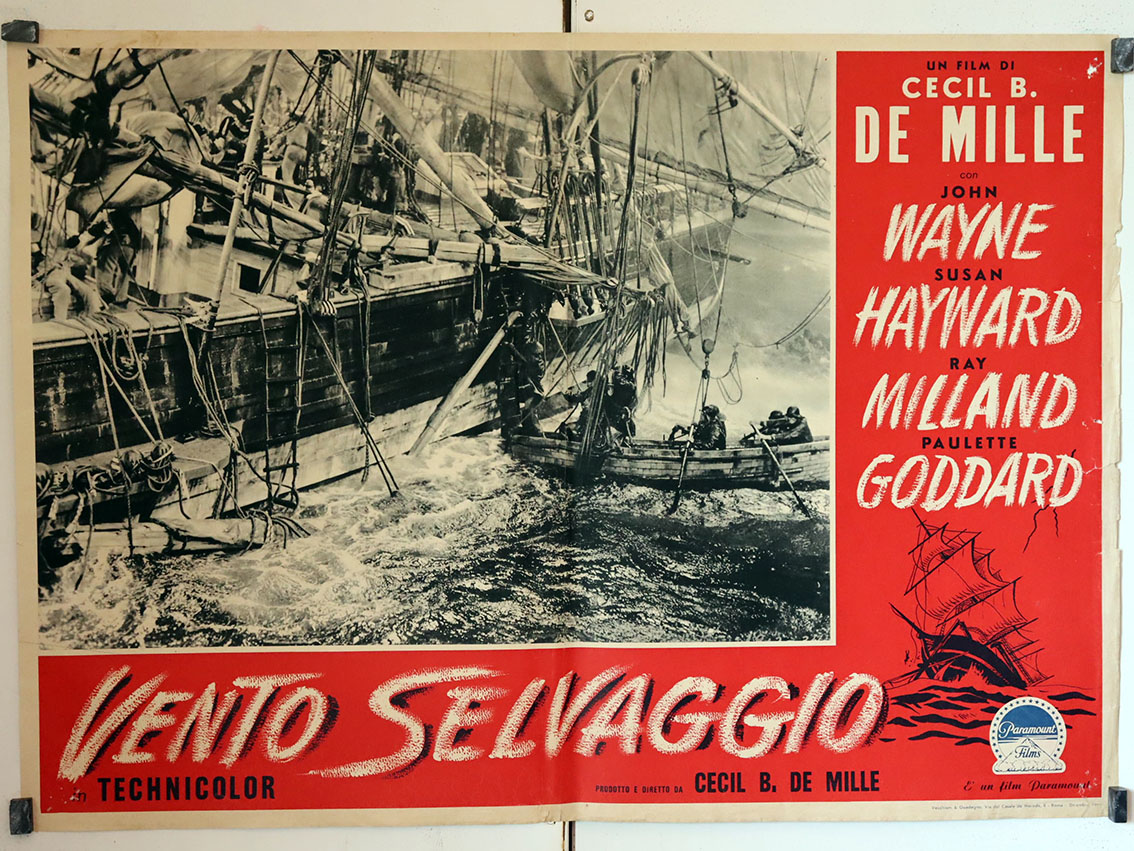 UN FILM DI
CECIL B.
DE MILLE
con
JOHN
WAYNE
SUSAN
HAYWARD
RAY
MILLAND
PAULETTE
GODDARD
VENTO SELVAGGIO
in TECHNICOLOR
PRODOTTO E DIRETTO DA CECIL B. DE MILLE
Paramount
Films
E' un film Paramount